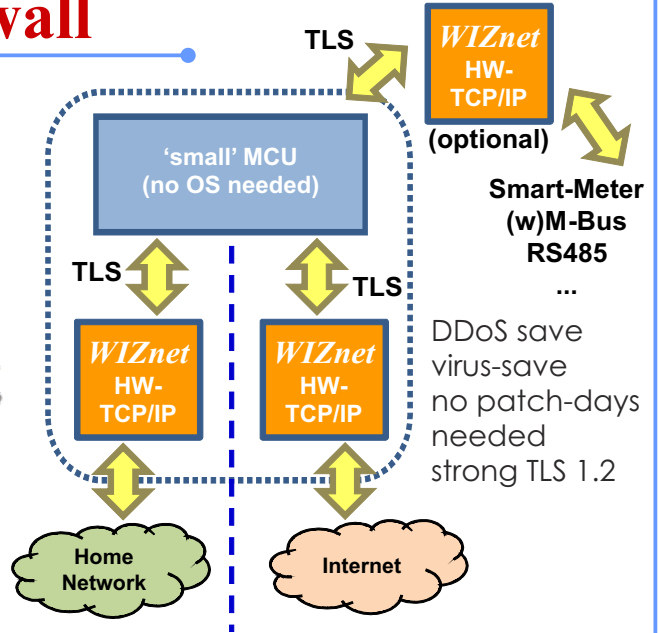 wall
TLS
WIZnet
HW-
TCP/IP
(optional)
'small' MCU
(no OS needed)
Smart-Meter
(w)M-Bus
RS485
...
TLS
TLS
WIZnet
HW-
TCP/IP
WIZnet
HW-
TCP/IP
DDoS save
virus-save
no patch-days
needed
strong TLS 1.2
Home
Network
Internet